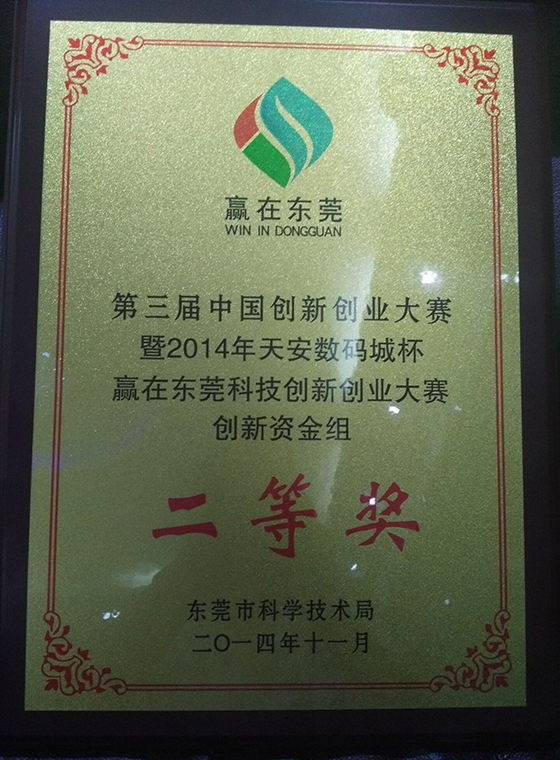 赢在东莞
WIN IN DONGGUAN
第三届中国创新创业大赛
暨2014年天安数码城杯
赢在东莞科技创新创业大赛
创新资金组
二等奖
东莞市科学技术局
二〇一四年十一月